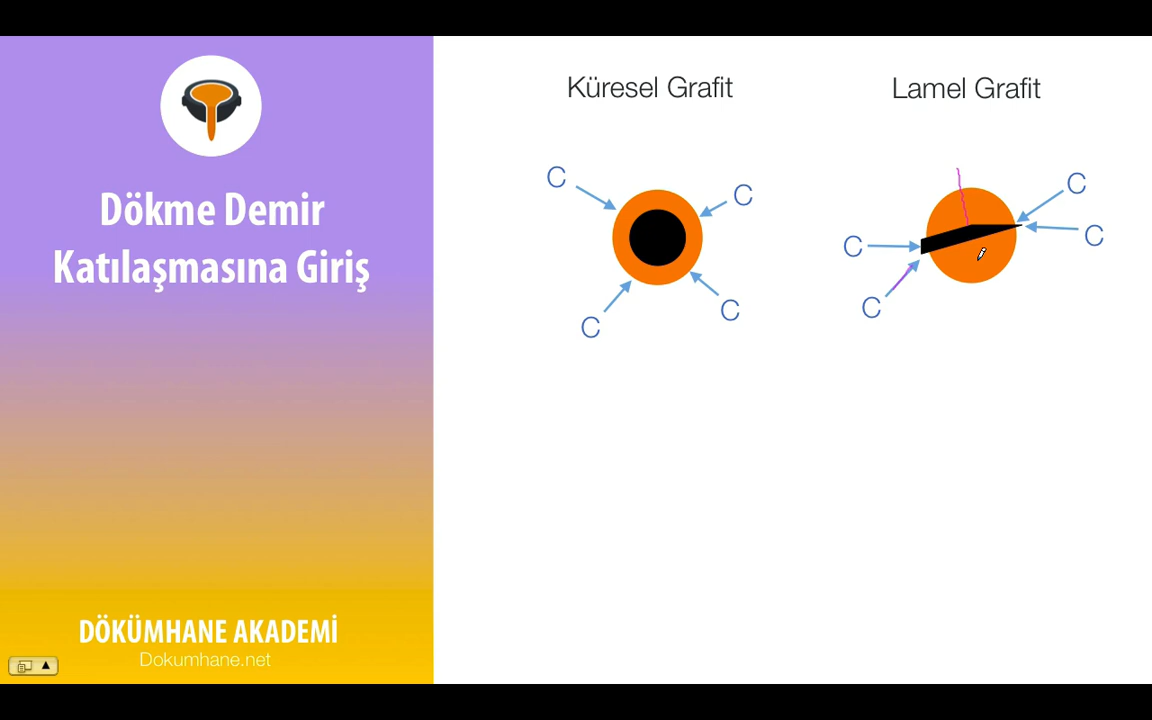 Dökme Demir
Katılaşmasına Giriş
DÖKÜMHANE AKADEMİ
Dokumhane.net
Küresel Grafit
C
C
C
C
Lamel Grafit
C
C
C
C